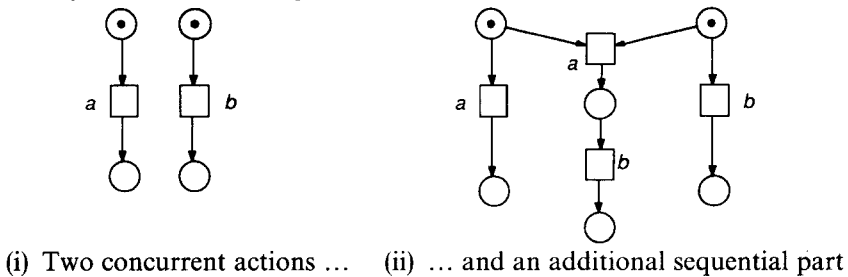 a b
a
a b
b
(i) Two concurrent actions ... (ii) ... and an additional sequential part